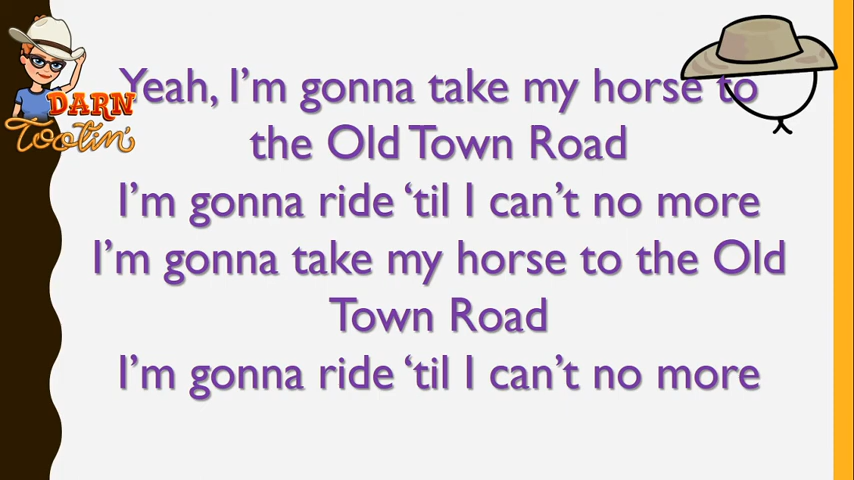 DARN
Tootin'
Yeah, I'm gonna take my horse to
the Old Town Road
I'm gonna ride ‘til I can't no more
I'm gonna take my horse to the Old
Town Road
I'm gonna ride ‘til I can't no more